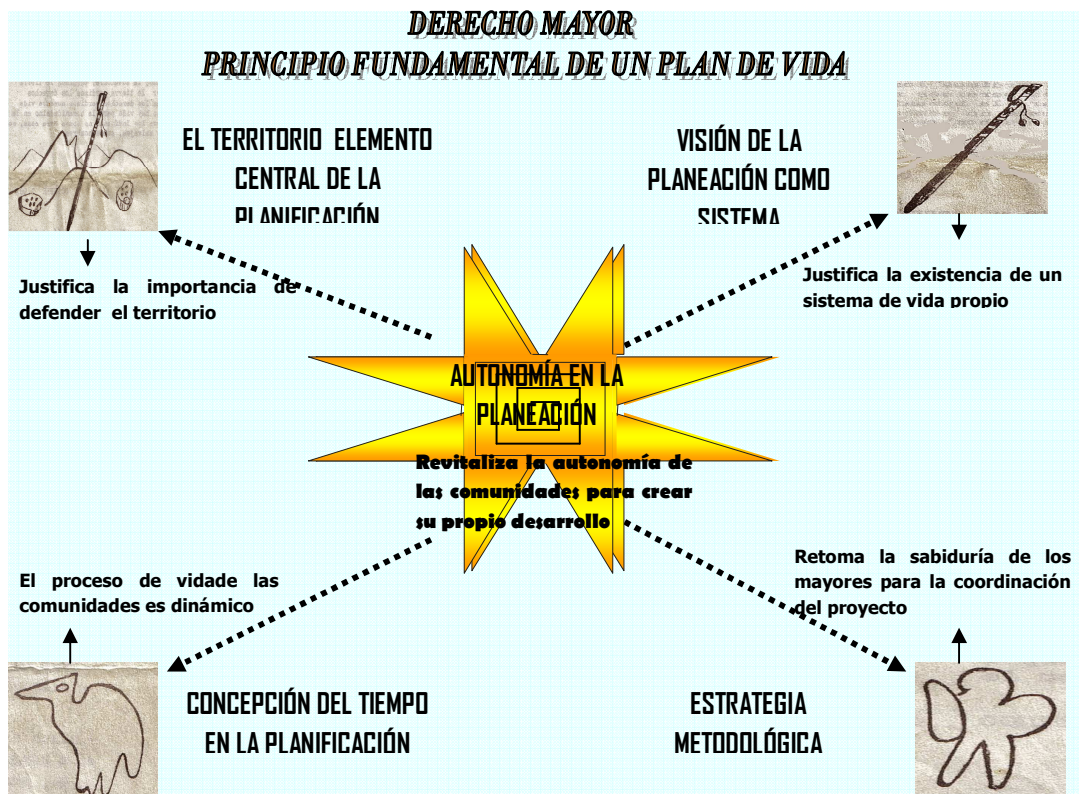 DERECHO MAYOR
PRINCIPIO FUNDAMENTAL DE UN PLAN DE VIDA
EL TERRITORIO ELEMENTO
CENTRAL DE LA
PLANIFICACIÓN
VISIÓN DE LA
PLANEACIÓN COMO
SISTEMA
Justifica la importancia de
defender el territorio
Justifica la existencia de un
sistema de vida propio
AUTONOMÍA EN LA
PLANEACIÓN
Revitaliza la autonomía de
las comunidades para crear
su propio desarrollo
El proceso de vidade las
comunidades es dinámico
Retoma la sabiduría de los
mayores para la coordinación
del proyecto
CONCEPCIÓN DEL TIEMPO
EN LA PLANIFICACIÓN
ESTRATEGIA
METODOLÓGICA